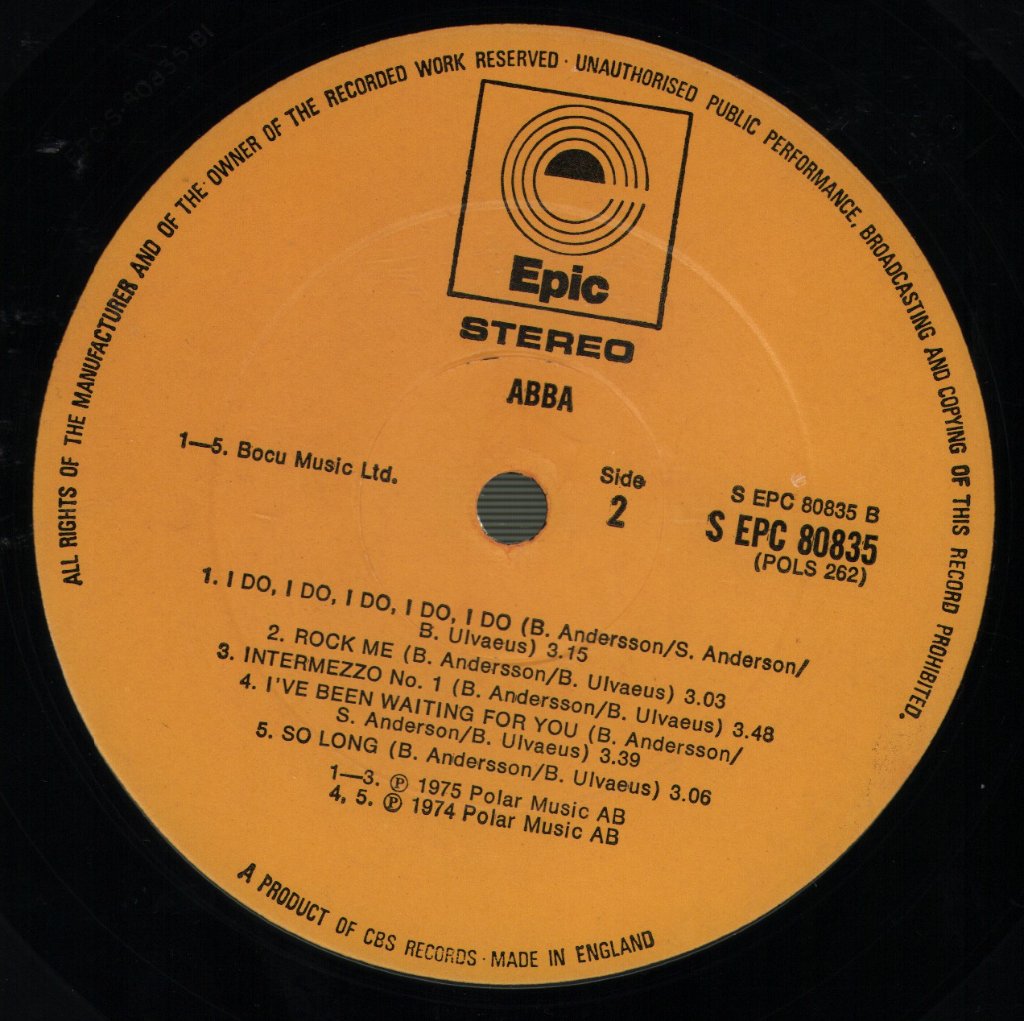 ALL RIGHTS OF THE MANUFACTURER AND OF THE OWNER OF THE RECORDED WORK RESERVED · UNAUTHORISED PUBLIC PERFORMANCE, BROADCASTING AND COPYING OF THIS RECORD PROHIBITED.
Epic
STEREO
ABBA
1—5. Bocu Music Ltd.
Side
2
S EPC 80835 B
S EPC 80835
(POLS 262)
1. I DO, I DO, I DO, I DO, I DO (B. Andersson/S. Anderson/
B. Ulvaeus) 3.15
2. ROCK ME (B. Andersson/B. Ulvaeus) 3.03
3. INTERMEZZO No. 1 (B. Andersson/B. Ulvaeus) 3.48
4. I'VE BEEN WAITING FOR YOU (B. Andersson/
S. Anderson/B. Ulvaeus) 3.39
5. SO LONG (B. Andersson/B. Ulvaeus) 3.06
1—3. ℗ 1975 Polar Music AB
4, 5. ℗ 1974 Polar Music AB
A PRODUCT OF CBS RECORDS · MADE IN ENGLAND